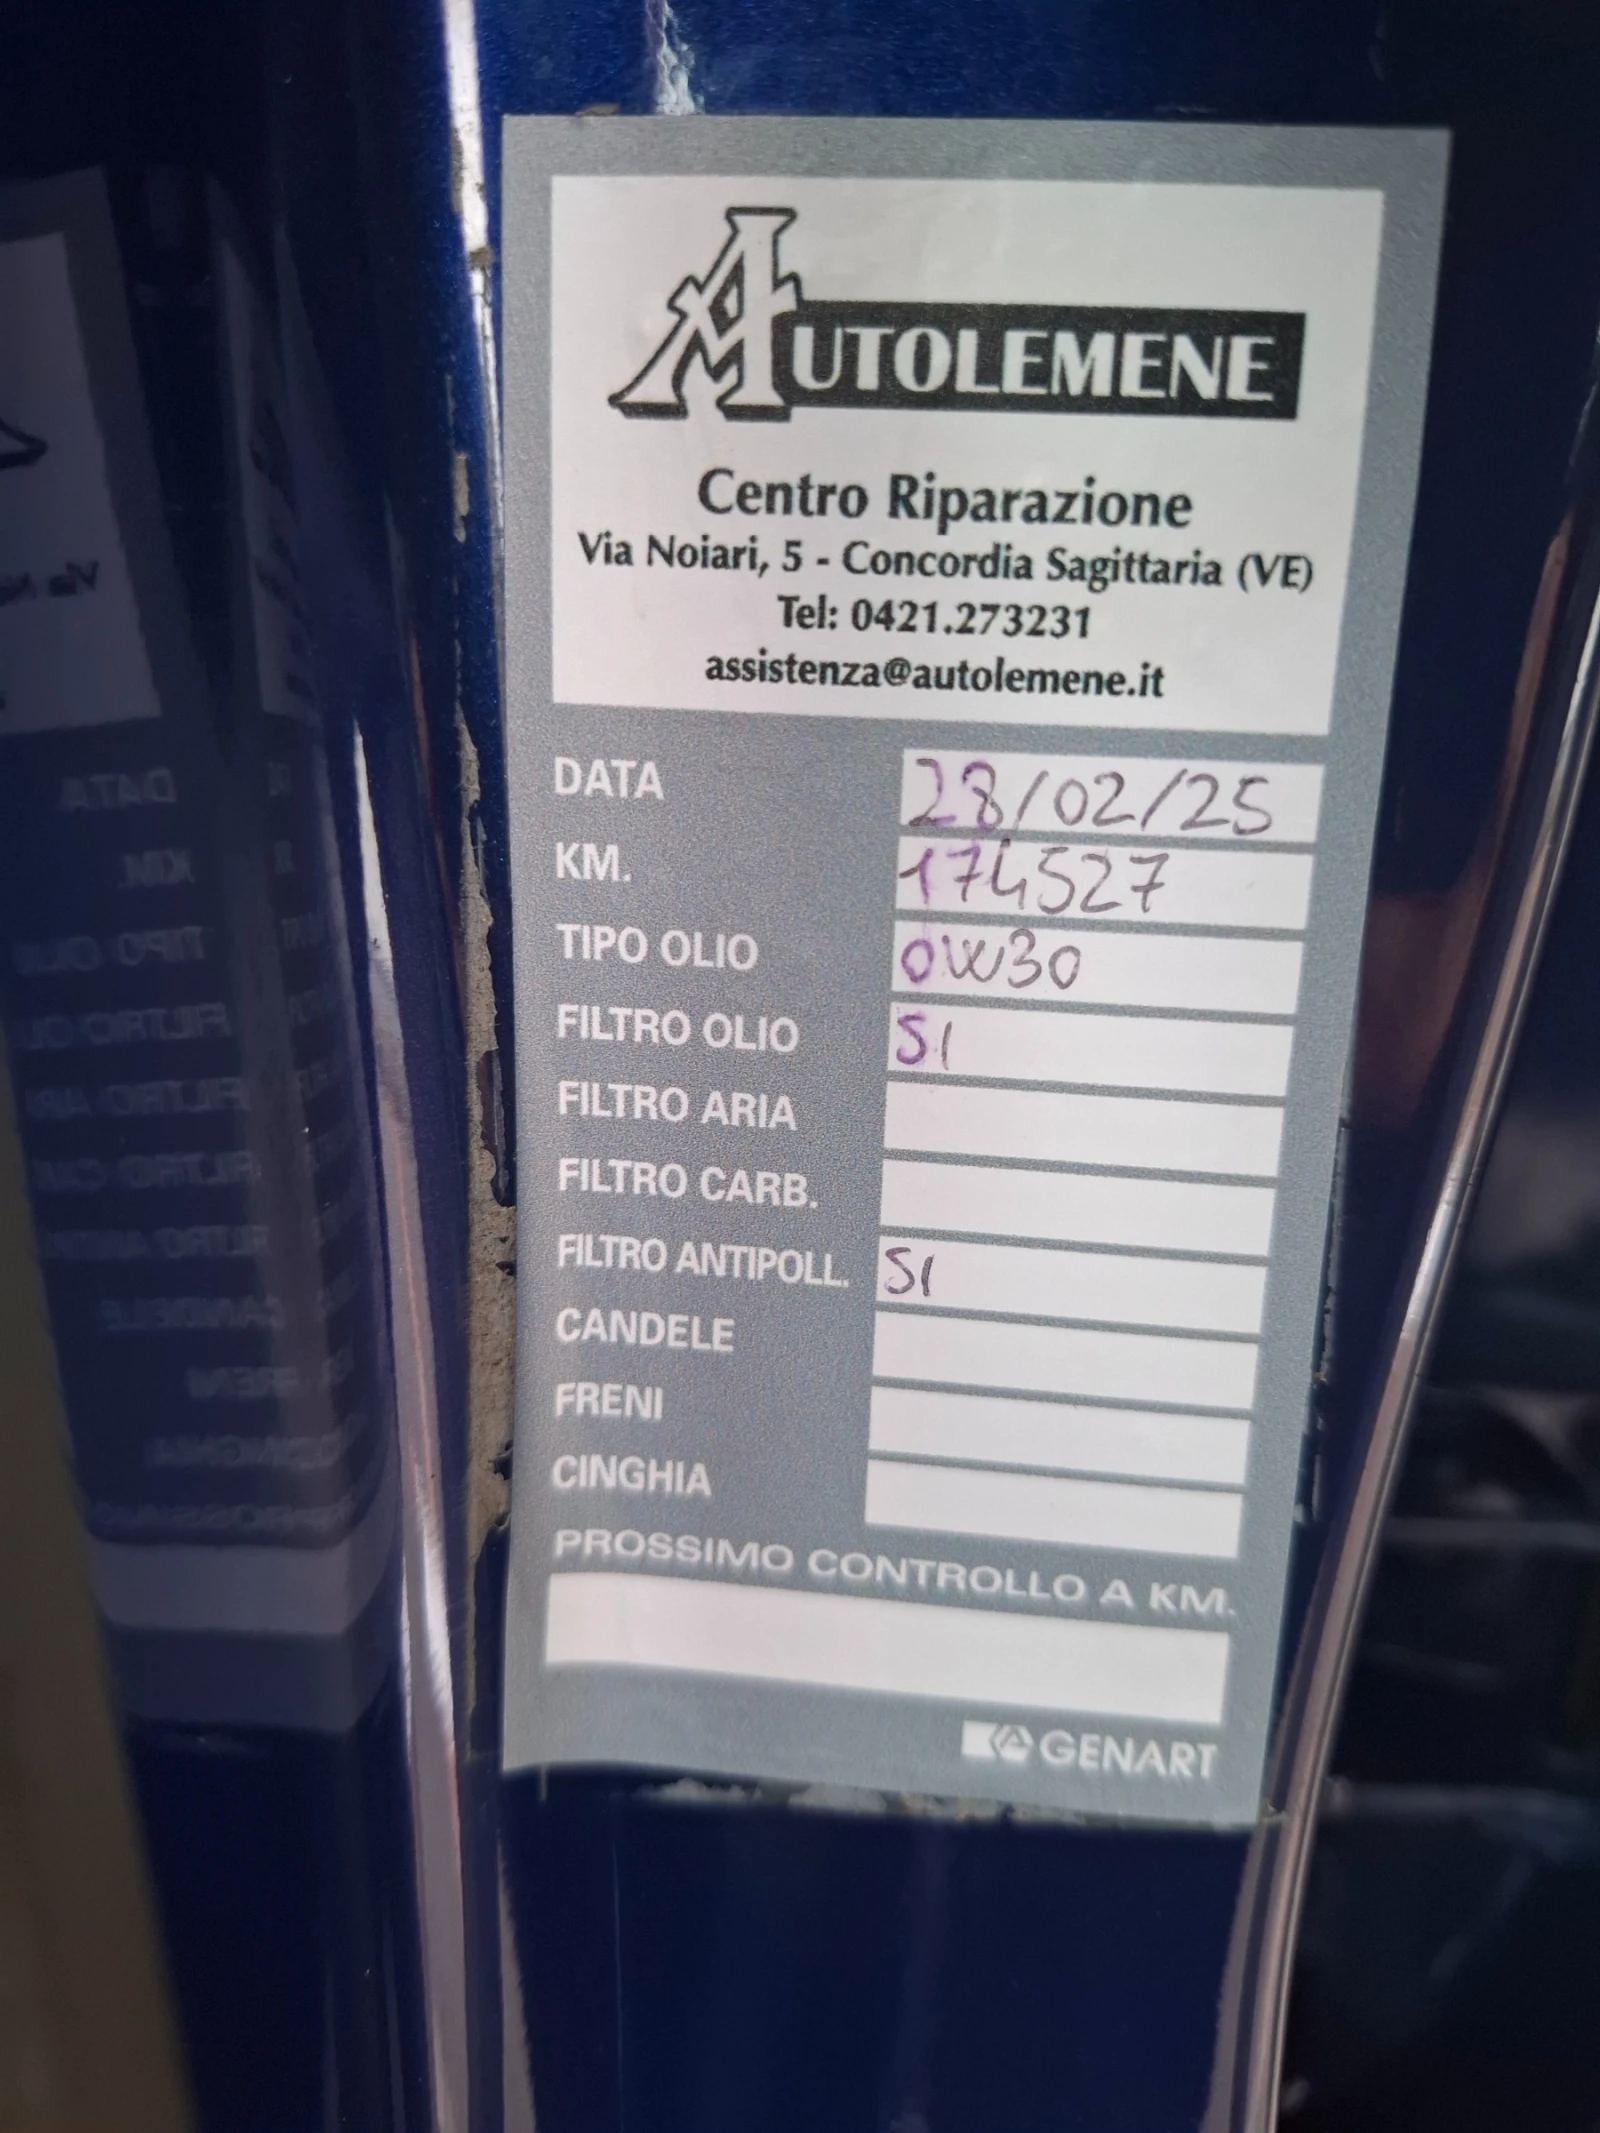 AUTOLEMENE
Centro Riparazione
Via Noiari, 5 - Concordia Sagittaria (VE)
Tel: 0421.273231
assistenza@autolemene.it
DATA 28/02/25
KM. 174527
TIPO OLIO 0W30
FILTRO OLIO SI
FILTRO ARIA
FILTRO CARB.
FILTRO ANTIPOLL. SI
CANDELE
FRENI
CINGHIA
PROSSIMO CONTROLLO A KM.
GENART